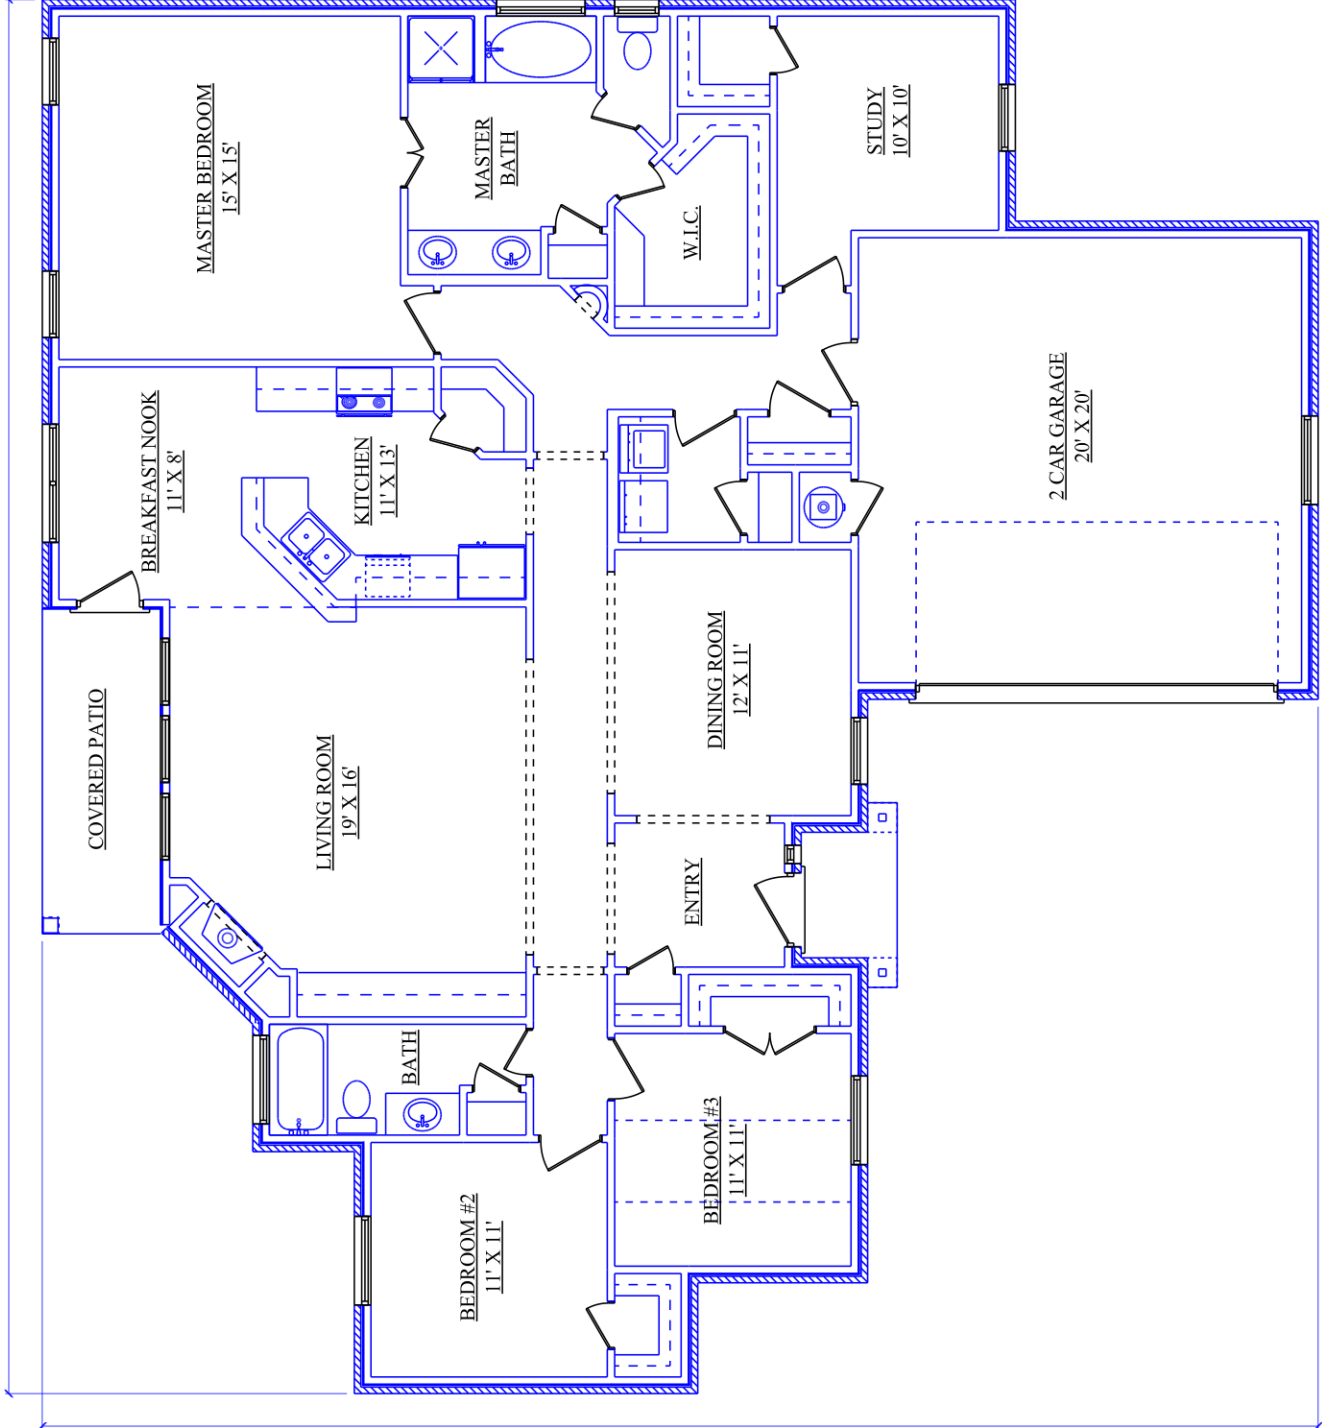 MASTER BEDROOM
15' X 15'
MASTER
BATH
STUDY
10' X 10'
W.I.C.
BREAKFAST NOOK
11' X 8'
KITCHEN
11' X 13'
2 CAR GARAGE
20' X 20'
COVERED PATIO
LIVING ROOM
19' X 16'
DINING ROOM
12' X 11'
ENTRY
BATH
BEDROOM #2
11' X 11'
BEDROOM #3
11' X 11'